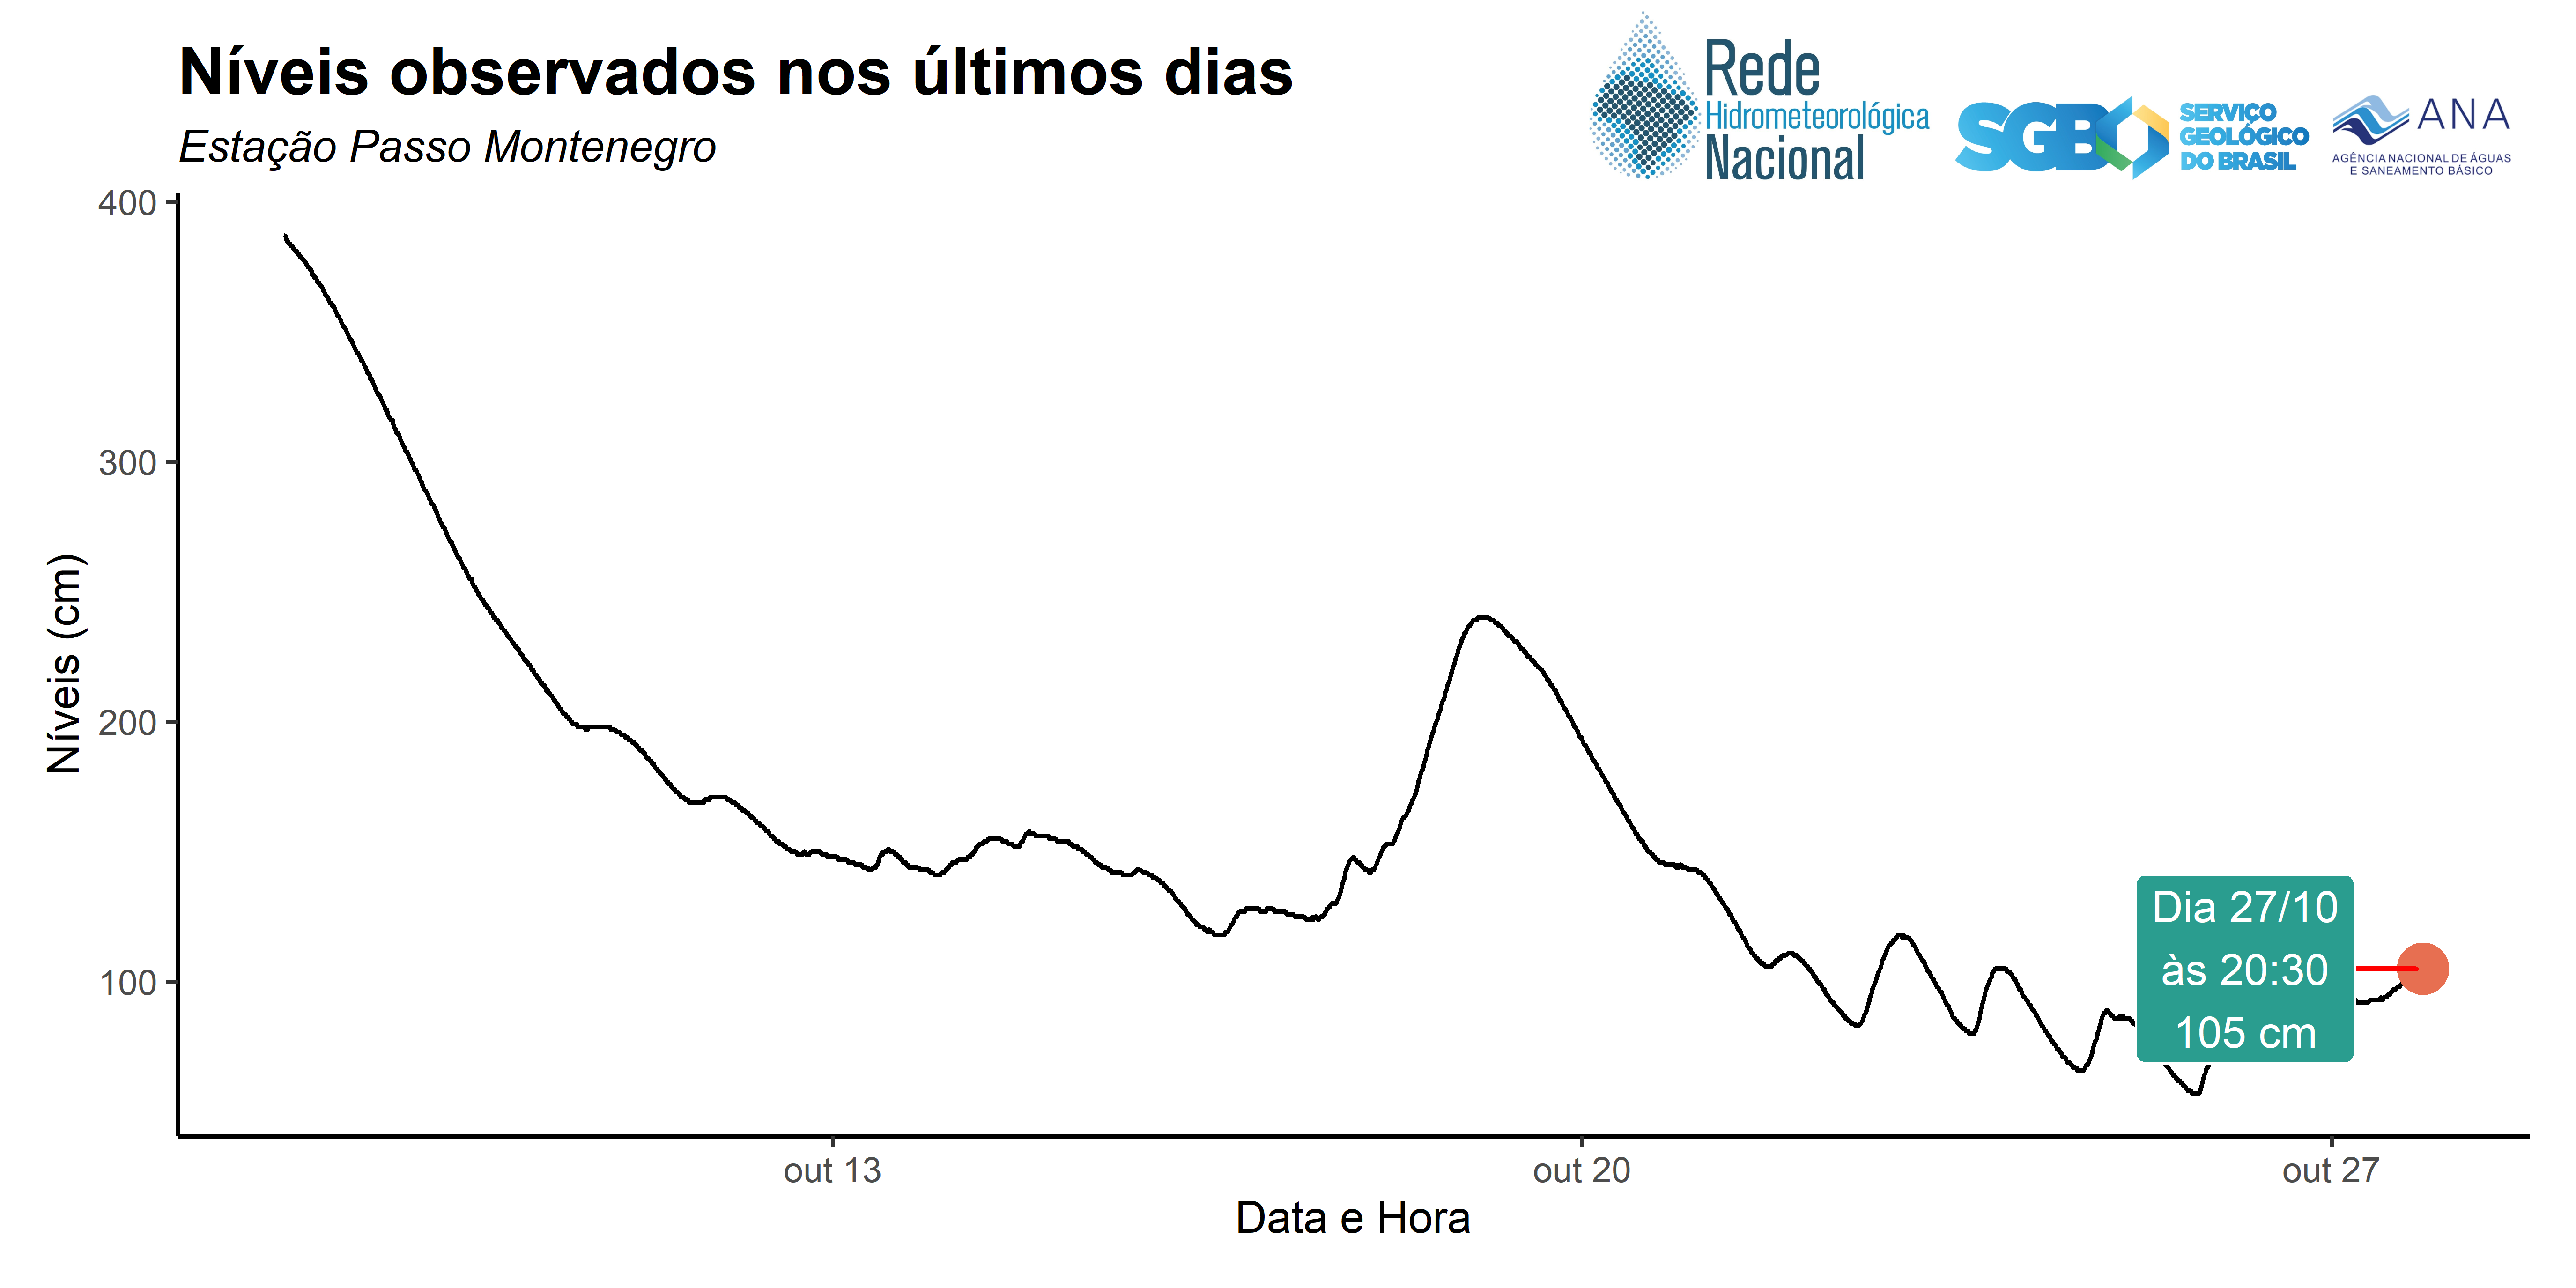 Níveis observados nos últimos dias
Estação Passo Montenegro
Rede
Hidrometeorológica
Nacional
SGB
SERVIÇO
GEOLÓGICO
DO BRASIL
ANA
AGÊNCIA NACIONAL DE ÁGUAS
E SANEAMENTO BÁSICO
Níveis (cm)
400
300
200
100
Dia 27/10
às 20:30
105 cm
out 13
out 20
out 27
Data e Hora